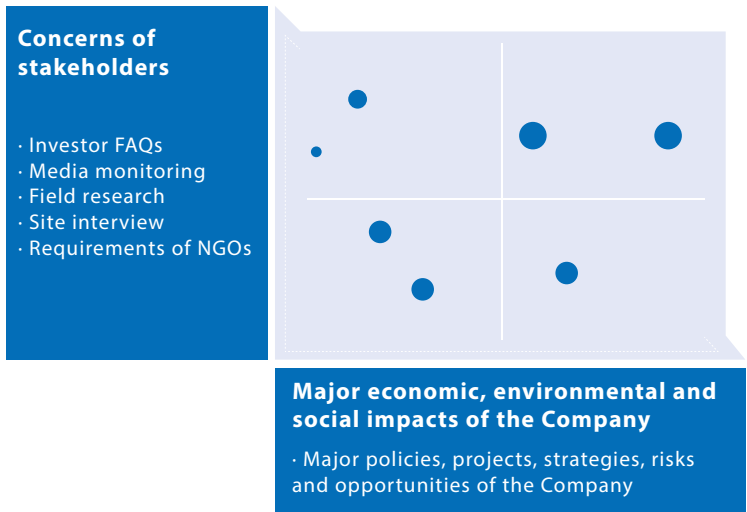 Concerns of
stakeholders
· Investor FAQs
· Media monitoring
· Field research
· Site interview
· Requirements of NGOs
Major economic, environmental and
social impacts of the Company
· Major policies, projects, strategies, risks
and opportunities of the Company